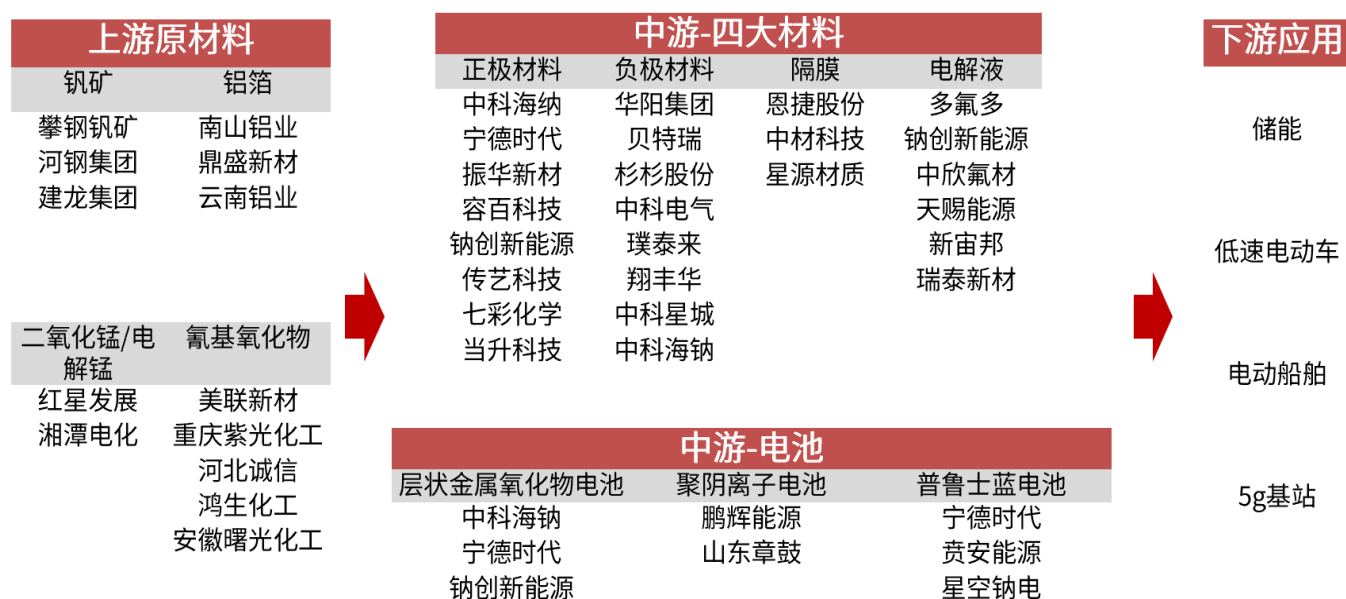 上游原材料
钒矿 铝箔
攀钢钒矿 南山铝业
河钢集团 鼎盛新材
建龙集团 云南铝业
二氧化锰/电 氰基氧化物
解锰
红星发展 美联新材
湘潭电化 重庆紫光化工
河北诚信
鸿生化工
安徽曙光化工
中游-四大材料
正极材料 负极材料 隔膜 电解液
中科海纳 华阳集团 恩捷股份 多氟多
宁德时代 贝特瑞 中材科技 钠创新能源
振华新材 杉杉股份 星源材质 中欣氟材
容百科技 中科电气 天赐能源
钠创新能源 璞泰来 新宙邦
传艺科技 翔丰华 瑞泰新材
七彩化学 中科星城
当升科技 中科海钠
中游-电池
层状金属氧化物电池 聚阴离子电池 普鲁士蓝电池
中科海钠 鹏辉能源 宁德时代
宁德时代 山东章鼓 贲安能源
钠创新能源 星空钠电
下游应用
储能
低速电动车
电动船舶
5g基站